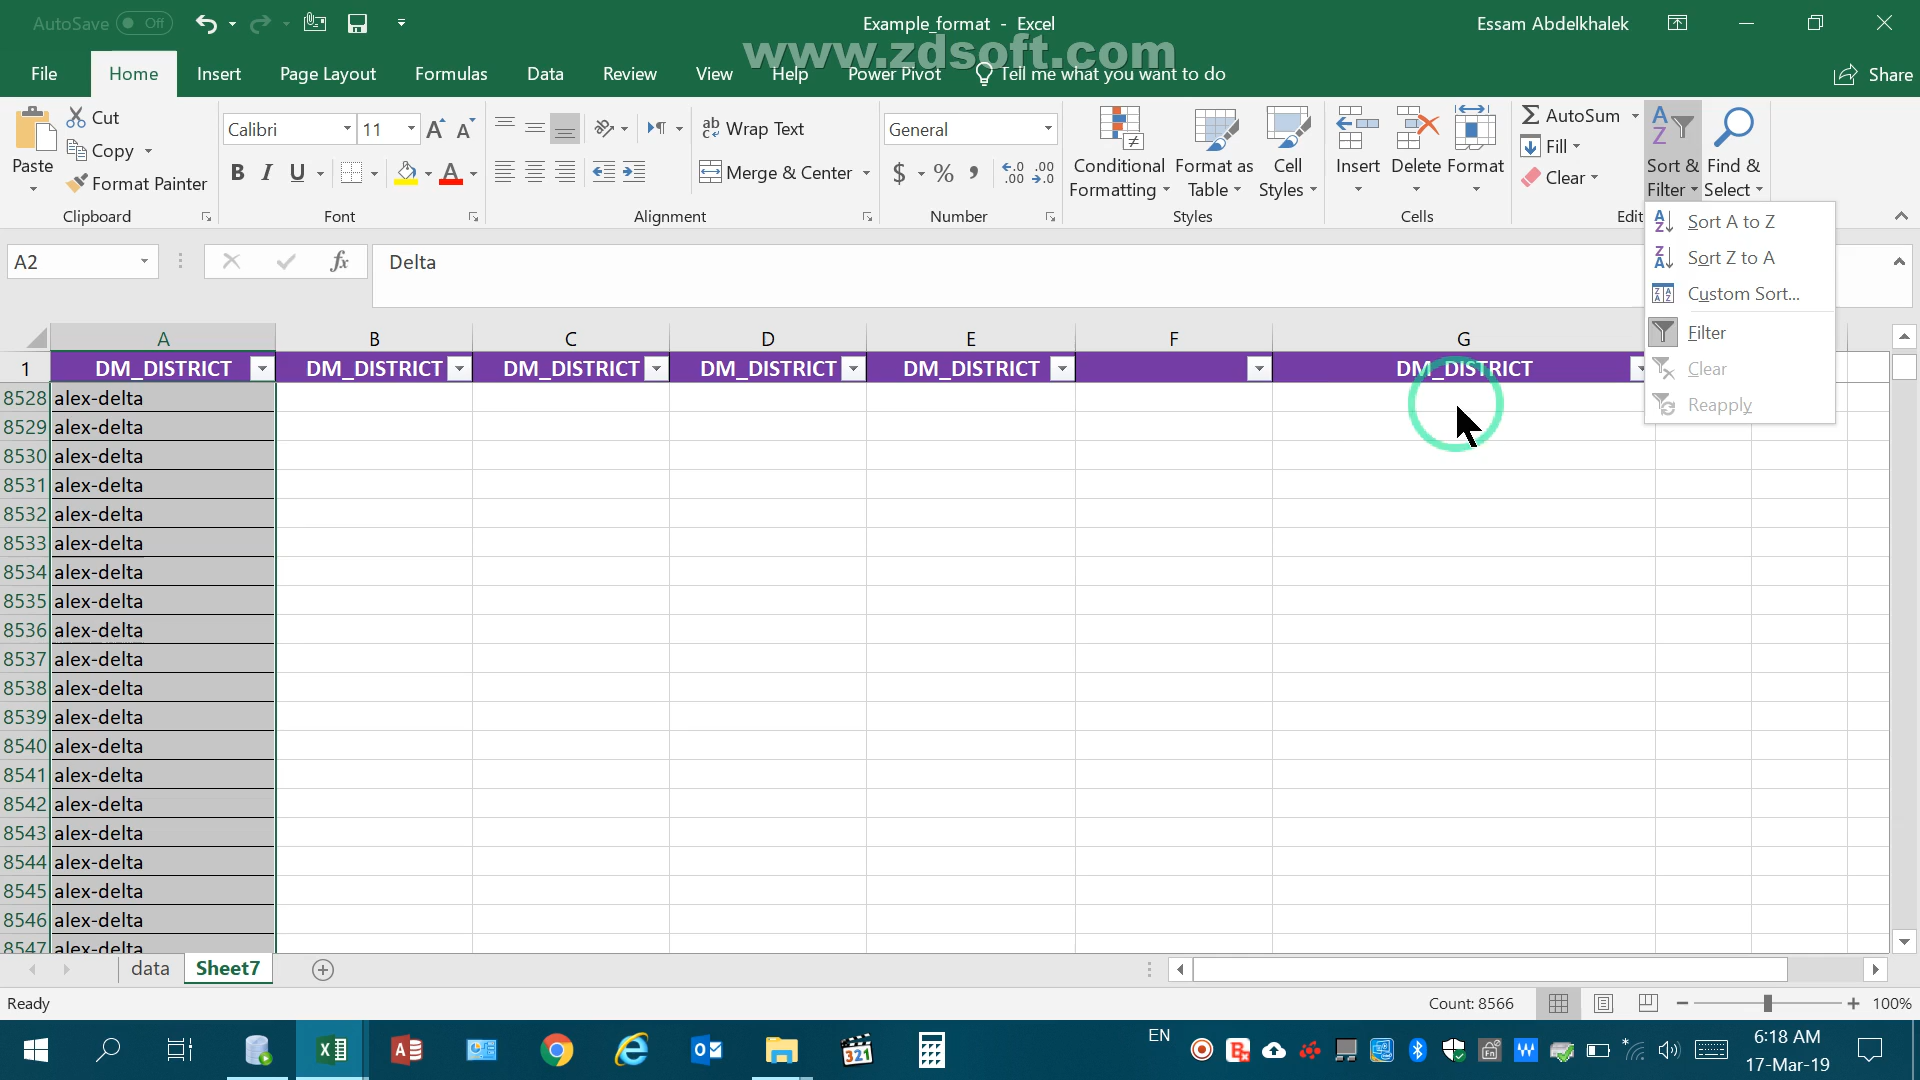 AutoSave Off
Example_format - Excel
Essam Abdelkhalek
www.zdsoft.com
File Home Insert Page Layout Formulas Data Review View Help Power Pivot Tell me what you want to do Share
Paste
Cut
Copy
Format Painter
Clipboard
Calibri 11
B I U
Font
Wrap Text
Merge & Center
Alignment
General
$ %
Number
Conditional Formatting
Format as Table
Cell Styles
Styles
Insert Delete Format
Cells
AutoSum
Fill
Clear
Sort & Filter
Find & Select
Edit
Sort A to Z
Sort Z to A
Custom Sort...
Filter
Clear
Reapply
A2 fx Delta
A B C D E F G
1 DM_DISTRICT DM_DISTRICT DM_DISTRICT DM_DISTRICT DM_DISTRICT DM_DISTRICT
8528 alex-delta
8529 alex-delta
8530 alex-delta
8531 alex-delta
8532 alex-delta
8533 alex-delta
8534 alex-delta
8535 alex-delta
8536 alex-delta
8537 alex-delta
8538 alex-delta
8539 alex-delta
8540 alex-delta
8541 alex-delta
8542 alex-delta
8543 alex-delta
8544 alex-delta
8545 alex-delta
8546 alex-delta
8547 alex-delta
data Sheet7
Ready
Count: 8566
100%
EN
6:18 AM
17-Mar-19